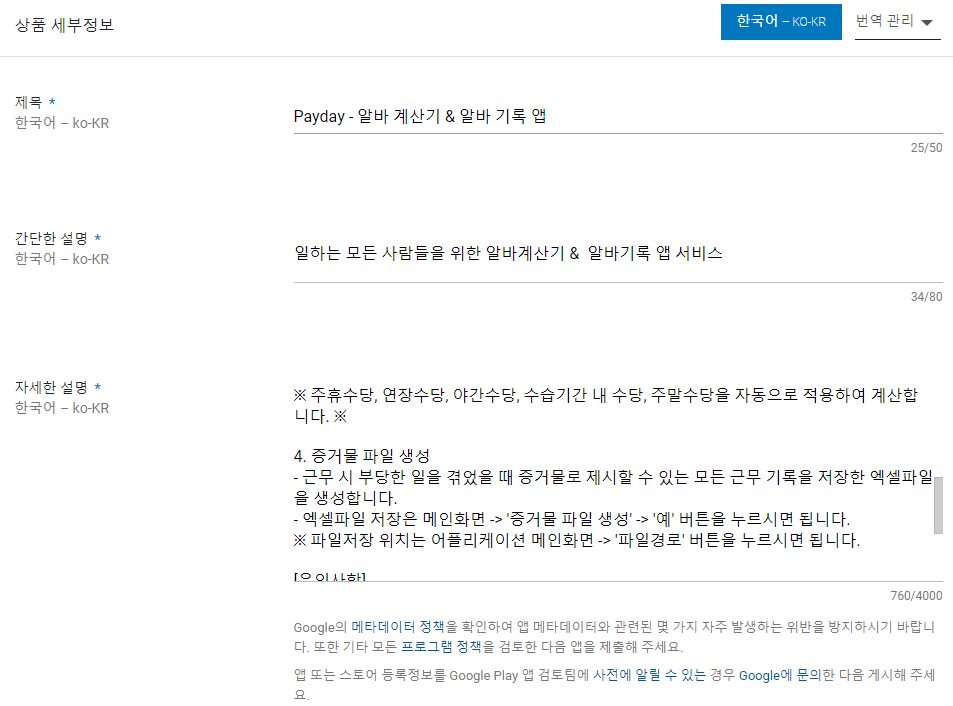 상품 세부정보
한국어 – KO-KR
번역 관리
제목 *
한국어 – ko-KR
Payday - 알바 계산기 & 알바 기록 앱
25/50
간단한 설명 *
한국어 – ko-KR
일하는 모든 사람들을 위한 알바계산기 &  알바기록 앱 서비스
34/80
자세한 설명 *
한국어 – ko-KR
※ 주휴수당, 연장수당, 야간수당, 수습기간 내 수당, 주말수당을 자동으로 적용하여 계산합
니다. ※
4. 증거물 파일 생성
- 근무 시 부당한 일을 겪었을 때 증거물로 제시할 수 있는 모든 근무 기록을 저장한 엑셀파일
을 생성합니다.
- 엑셀파일 저장은 메인화면 -> '증거물 파일 생성' -> '예' 버튼을 누르시면 됩니다.
※ 파일저장 위치는 어플리케이션 메인화면 -> '파일경로' 버튼을 누르시면 됩니다.
[유의사항]
760/4000
Google의 메타데이터 정책을 확인하여 앱 메타데이터와 관련된 몇 가지 자주 발생하는 위반을 방지하시기 바랍니
다. 또한 기타 모든 프로그램 정책을 검토한 다음 앱을 제출해 주세요.
앱 또는 스토어 등록정보를 Google Play 앱 검토팀에 사전에 알릴 수 있는 경우 Google에 문의한 다음 게시해 주세
요.